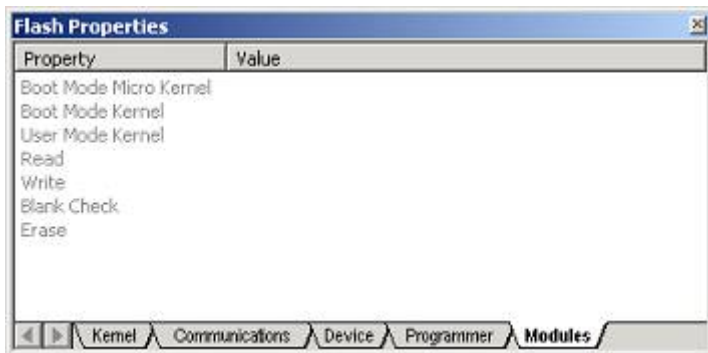 Flash Properties
Property Value
Boot Mode Micro Kernel
Boot Mode Kernel
User Mode Kernel
Read
Write
Blank Check
Erase
Kernel Communications Device Programmer Modules